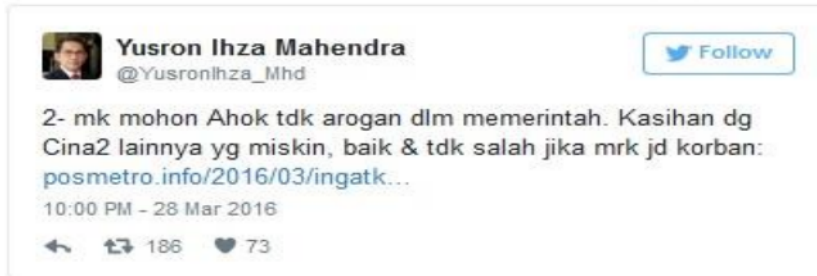 Yusron Ihza Mahendra
@YusronIhza_Mhd
Follow
2- mk mohon Ahok tdk arogan dlm memerintah. Kasihan dg
Cina2 lainnya yg miskin, baik & tdk salah jika mrk jd korban:
posmetro.info/2016/03/ingatk...
10:00 PM - 28 Mar 2016
186 73